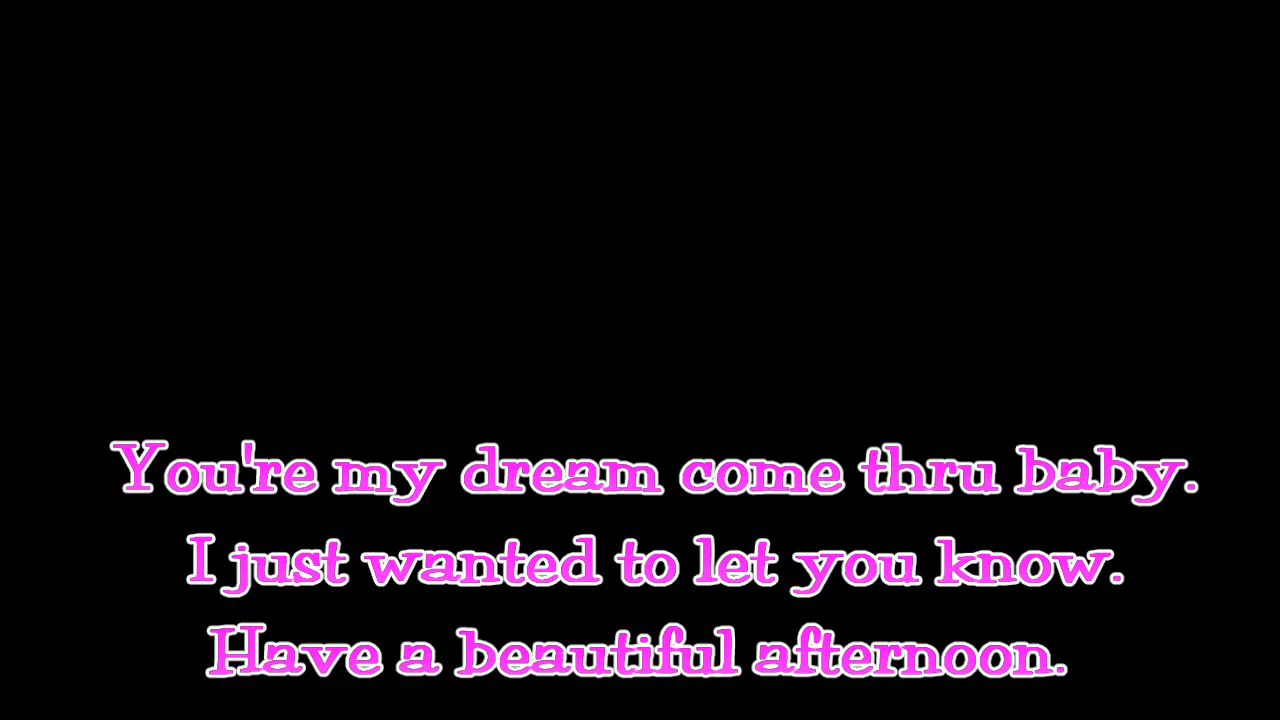 You're my dream come thru baby.
I just wanted to let you know.
Have a beautiful afternoon.